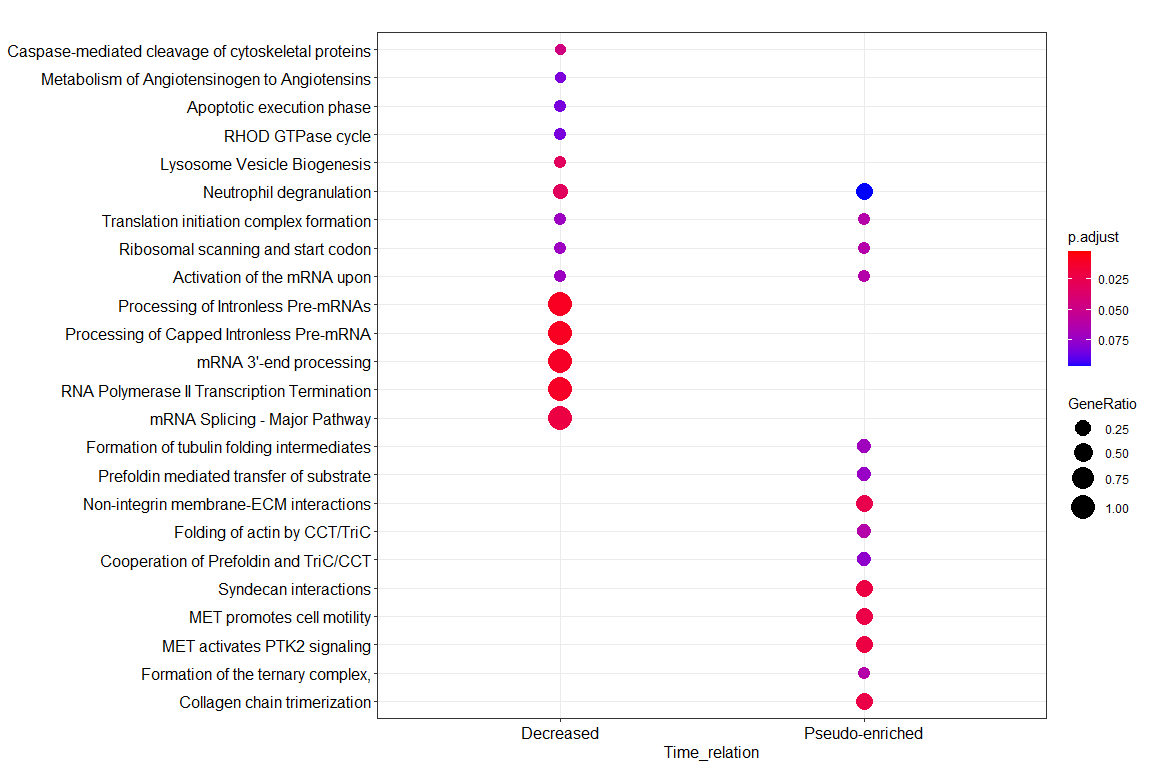 Caspase-mediated cleavage of cytoskeletal proteins
Metabolism of Angiotensinogen to Angiotensins
Apoptotic execution phase
RHOD GTPase cycle
Lysosome Vesicle Biogenesis
Neutrophil degranulation
Translation initiation complex formation
Ribosomal scanning and start codon
Activation of the mRNA upon
Processing of Intronless Pre-mRNAs
Processing of Capped Intronless Pre-mRNA
mRNA 3'-end processing
RNA Polymerase II Transcription Termination
mRNA Splicing - Major Pathway
Formation of tubulin folding intermediates
Prefoldin mediated transfer of substrate
Non-integrin membrane-ECM interactions
Folding of actin by CCT/TriC
Cooperation of Prefoldin and TriC/CCT
Syndecan interactions
MET promotes cell motility
MET activates PTK2 signaling
Formation of the ternary complex,
Collagen chain trimerization
Decreased
Pseudo-enriched
Time_relation
p.adjust
0.025
0.050
0.075
GeneRatio
0.25
0.50
0.75
1.00